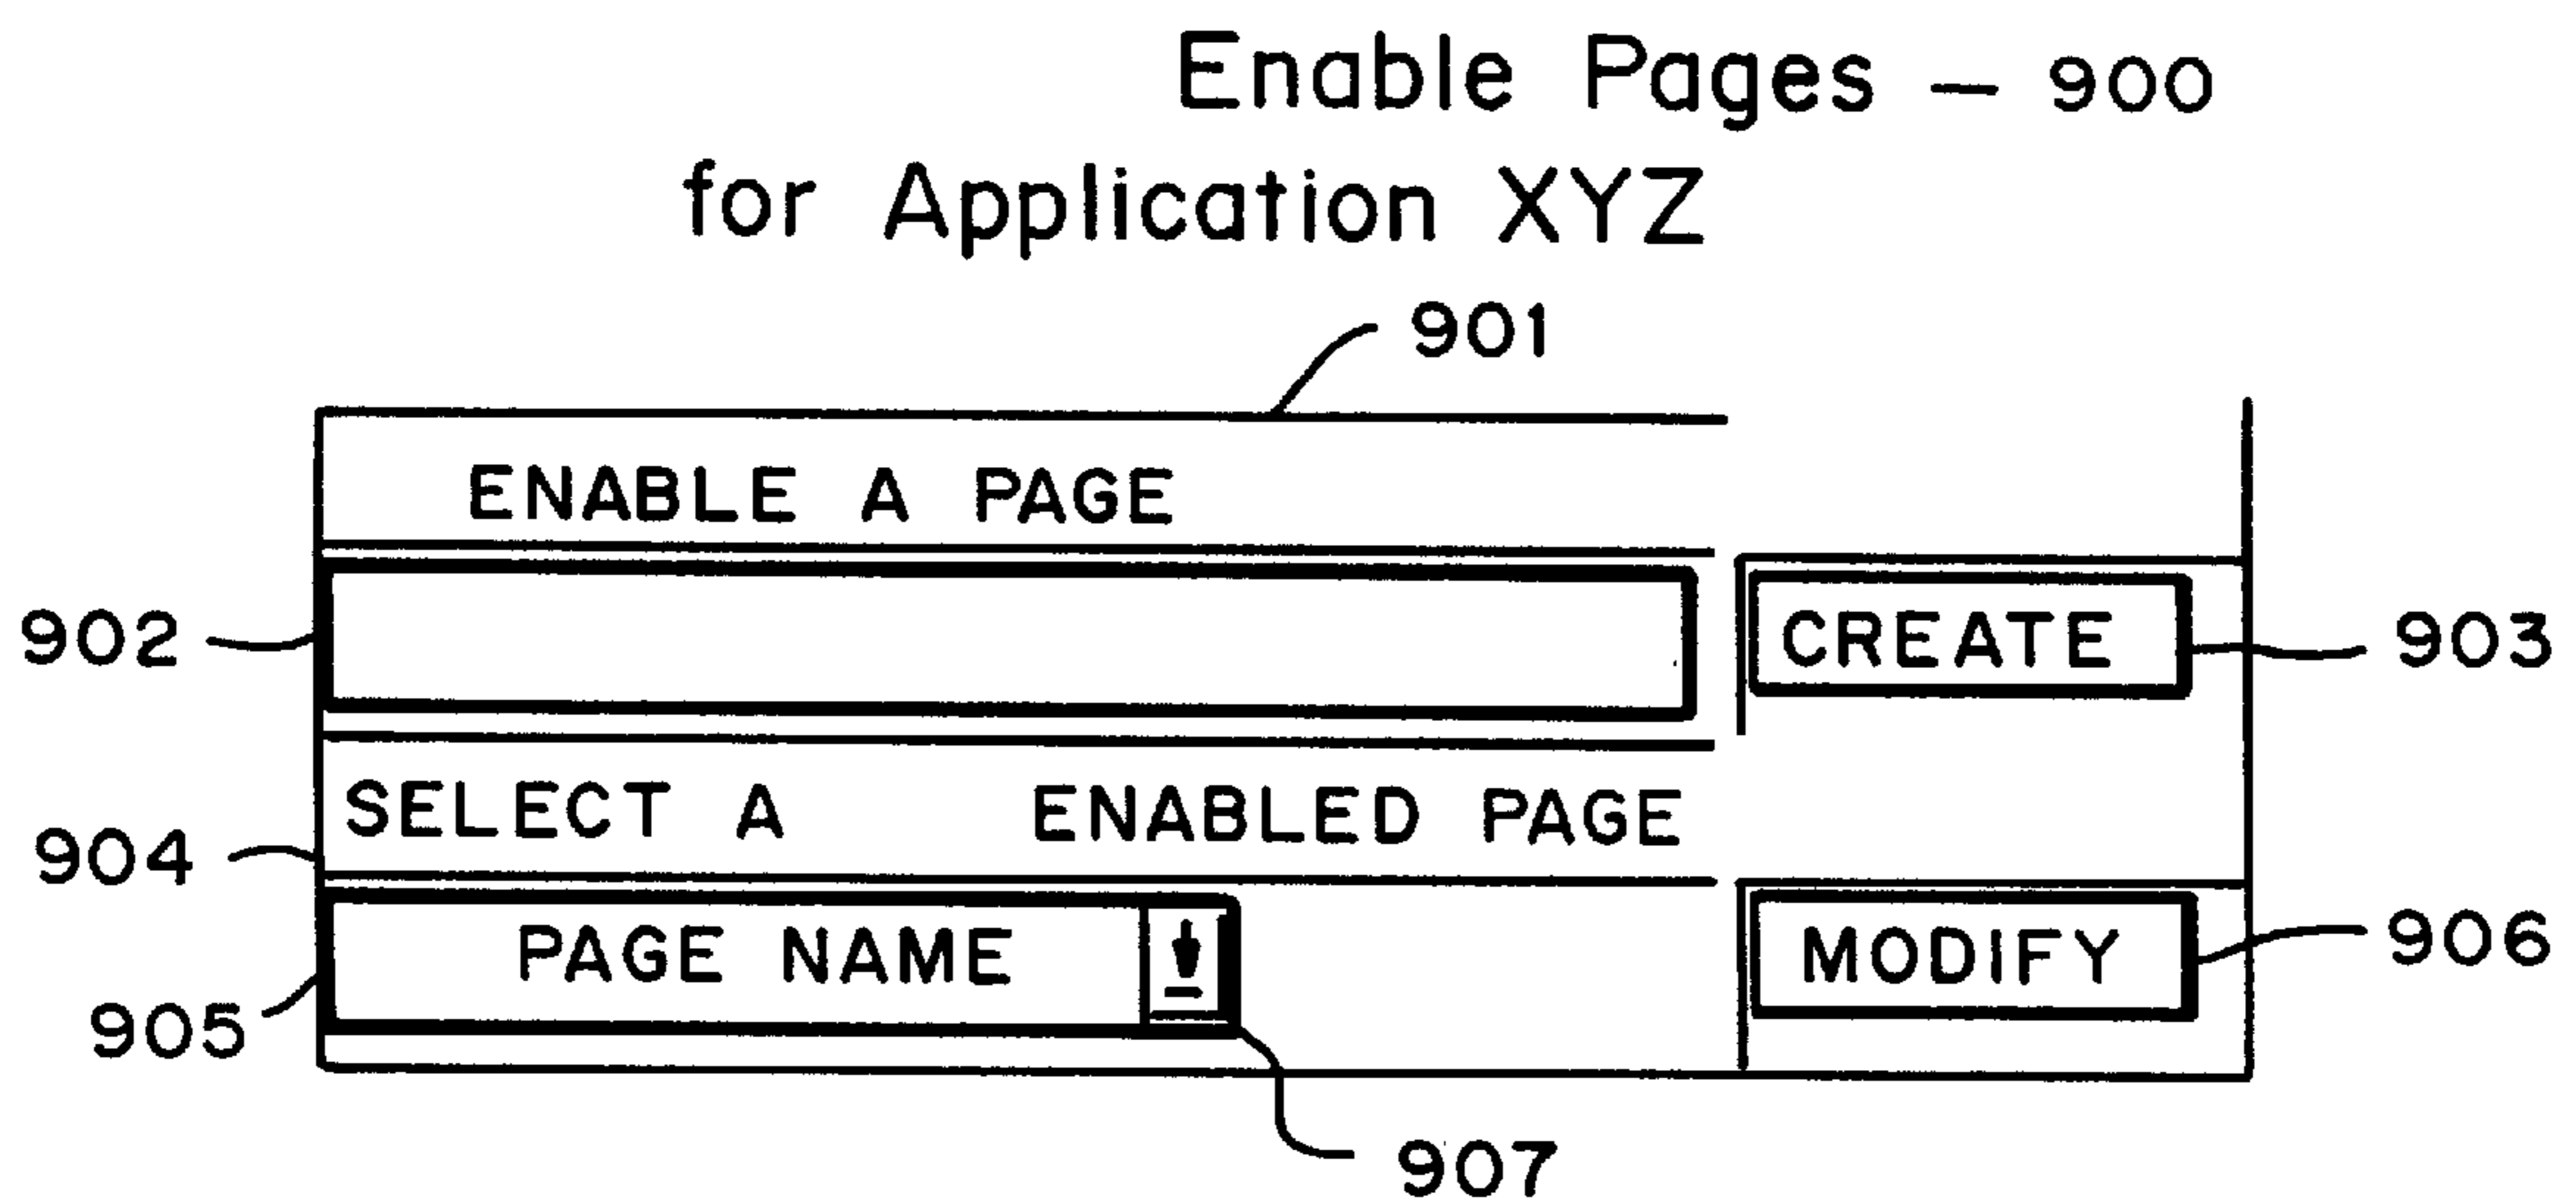 Enable Pages — 900
for Application XYZ
901
ENABLE A PAGE
902
CREATE
903
SELECT A ENABLED PAGE
904
PAGE NAME
MODIFY
906
905
907